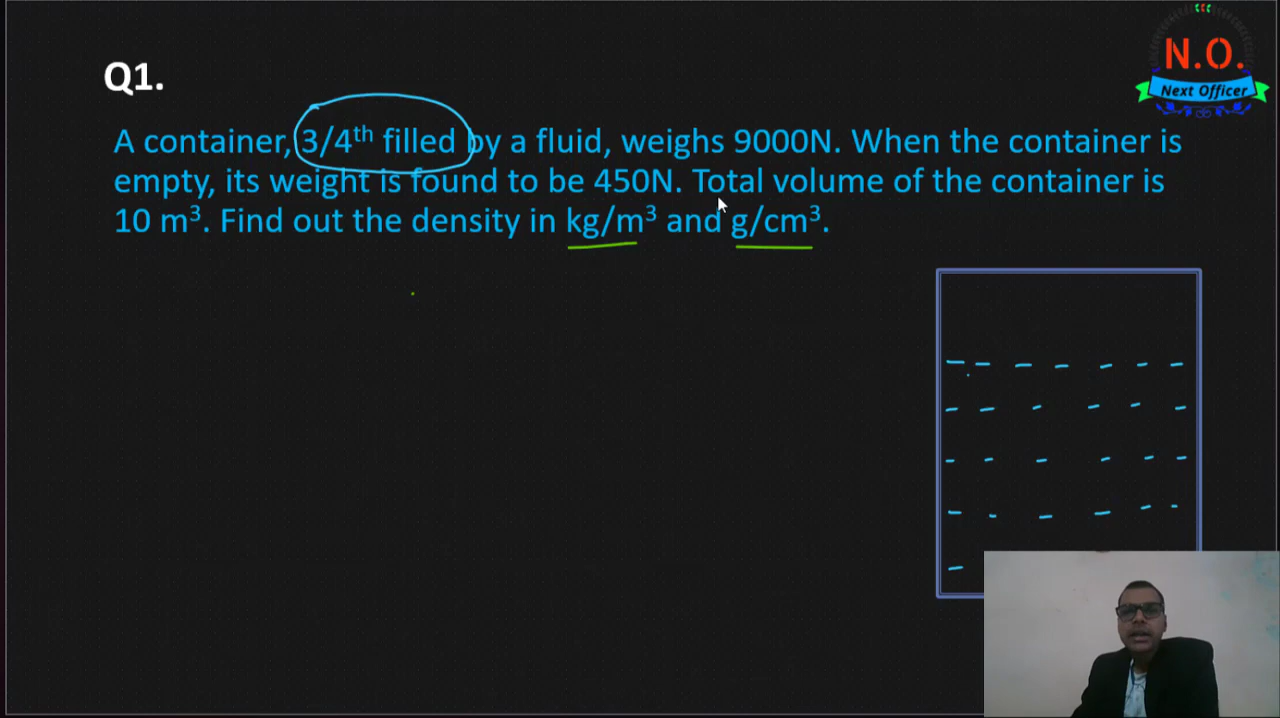 N.O.
Next Officer
Q1.
A container, 3/4th filled by a fluid, weighs 9000N. When the container is
empty, its weight is found to be 450N. Total volume of the container is
10 m³. Find out the density in kg/m³ and g/cm³.